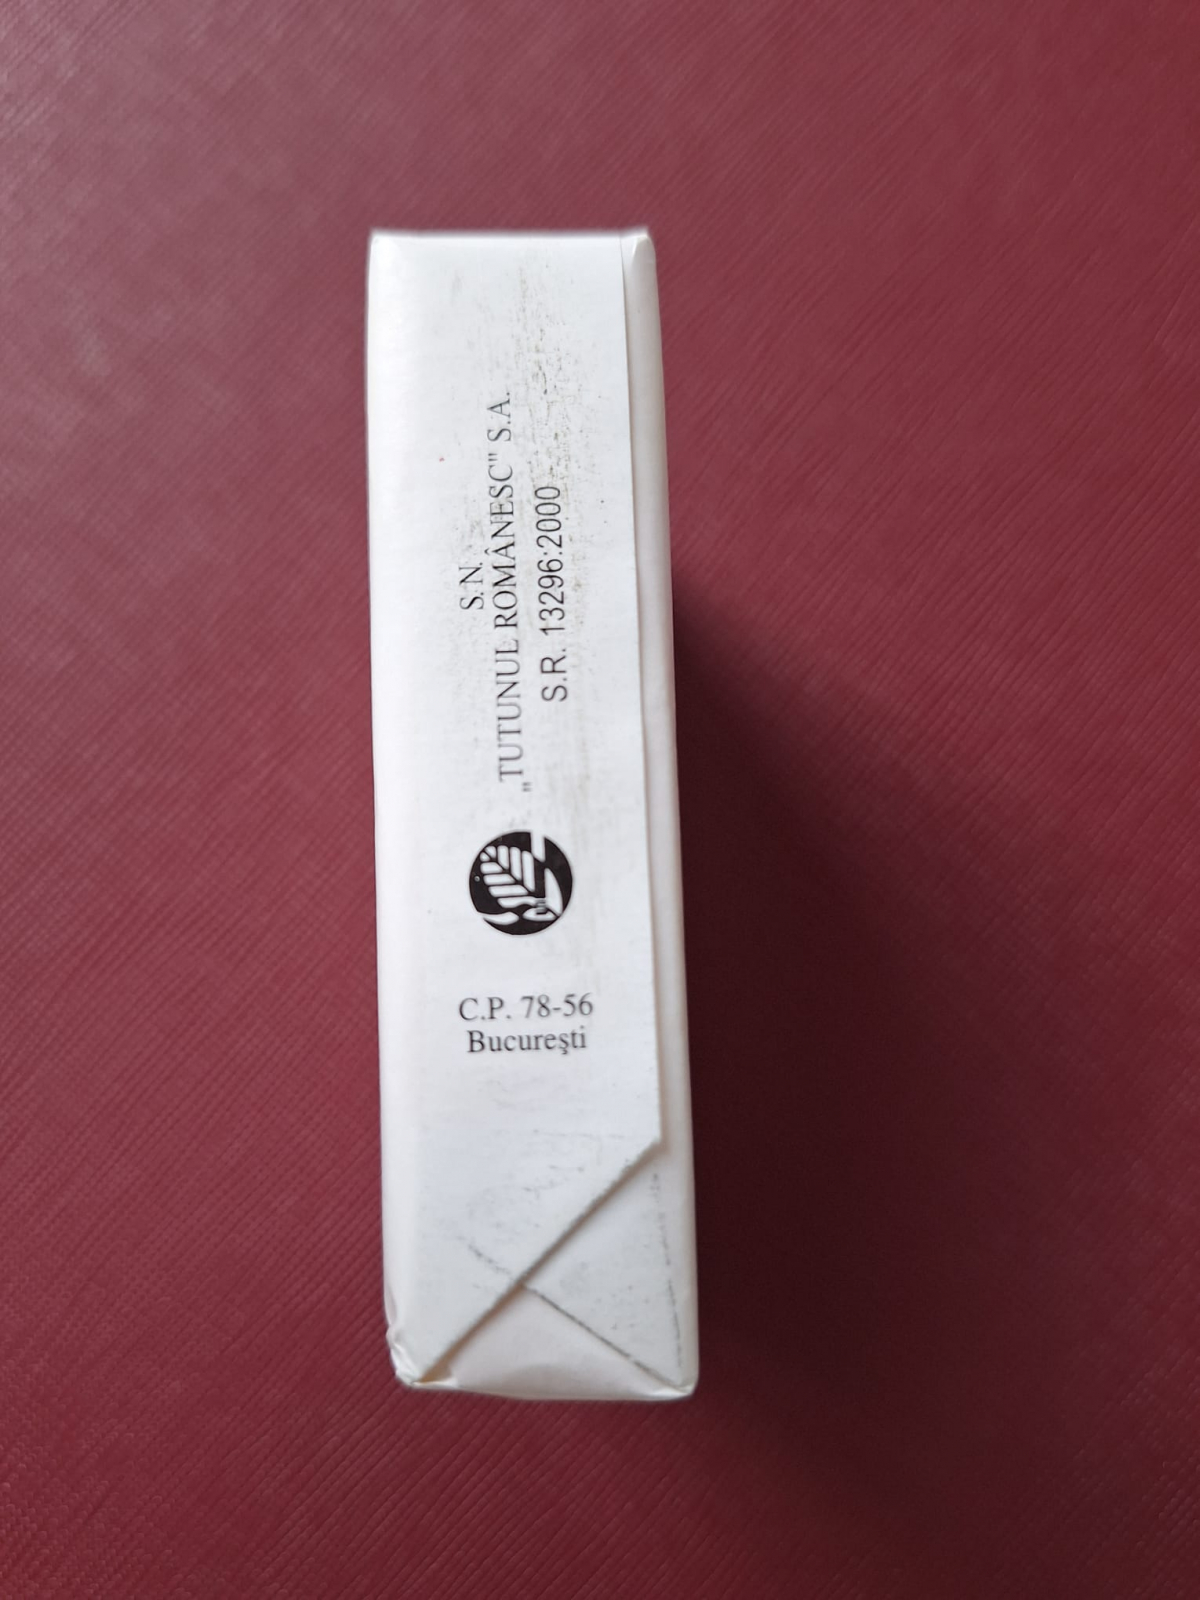 S.N.
„TUTUNUL ROMÂNESC" S.A.
S.R. 13296:2000
C.P. 78-56
Bucureşti